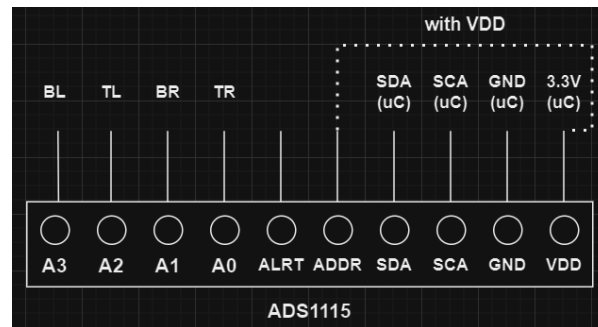 with VDD
BL TL BR TR SDA (uC) SCA (uC) GND (uC) 3.3V (uC)
A3 A2 A1 A0 ALRT ADDR SDA SCA GND VDD
ADS1115